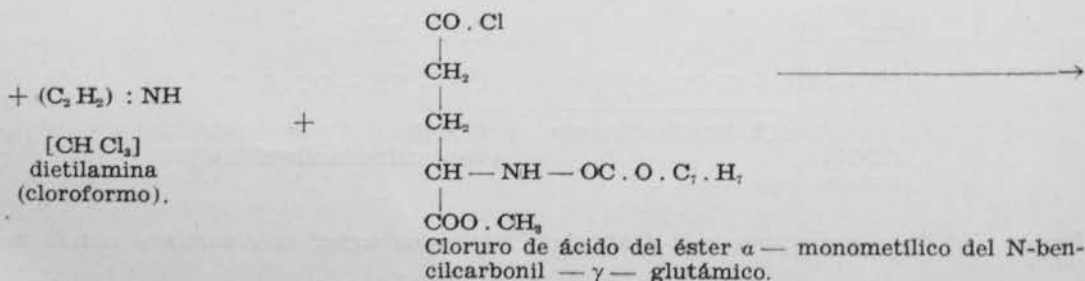 CO . Cl
|
CH₂
+ (C₂ H₂) : NH
|
+
CH₂
[CH Cl₃]
dietilamina
(cloroformo).
|
CH — NH — OC . O . C₇ . H₇
|
COO . CH₃
Cloruro de ácido del éster α — monometílico del N-ben-
cilcarbonil — γ — glutámico.